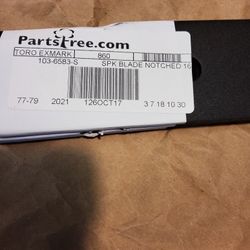 PartsTree.com
TORO EXMARK 860
103-6583-S SPK BLADE NOTCHED 16
77-79 2021 126OCT17 3 7 18 10 30